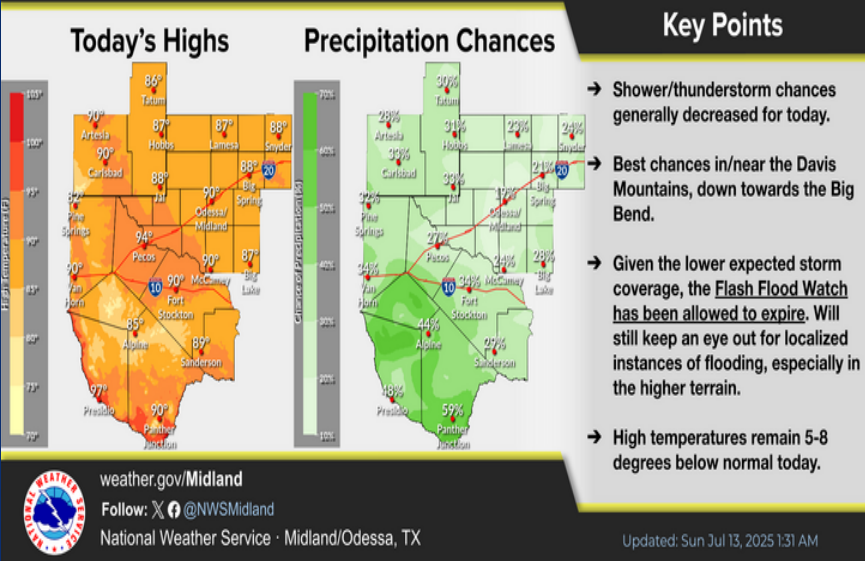 Today's Highs
105°
100°
95°
90°
85°
80°
75°
70°
High Temperature (F)
86°
Tatum
90°
Artesia
87°
Hobbs
87°
Lamesa
88°
Snyder
90°
Carlsbad
88°
Jal
88°
Big
Spring
20
82°
Pine
Springs
90°
Odessa/
Midland
94°
Pecos
90°
Van
Horn
10
90°
Fort
Stockton
90°
McCamey
87°
Big
Lake
85°
Alpine
89°
Sanderson
97°
Presidio
90°
Panther
Junction
Precipitation Chances
70%
60%
50%
40%
30%
20%
10%
Chance of Precipitation (%)
30%
Tatum
28%
Artesia
31%
Hobbs
23%
Lamesa
24%
Snyder
33%
Carlsbad
33%
Jal
21%
Big
Spring
20
32%
Pine
Springs
19%
Odessa/
Midland
27%
Pecos
34%
Van
Horn
10
34%
Fort
Stockton
24%
McCamey
28%
Big
Lake
44%
Alpine
29%
Sanderson
48%
Presidio
59%
Panther
Junction
Key Points
→ Shower/thunderstorm chances
generally decreased for today.
→ Best chances in/near the Davis
Mountains, down towards the Big
Bend.
→ Given the lower expected storm
coverage, the Flash Flood Watch
has been allowed to expire. Will
still keep an eye out for localized
instances of flooding, especially in
the higher terrain.
→ High temperatures remain 5-8
degrees below normal today.
NATIONAL WEATHER SERVICE
weather.gov/Midland
Follow: X @NWSMidland
National Weather Service · Midland/Odessa, TX
Updated: Sun Jul 13, 2025 1:31 AM